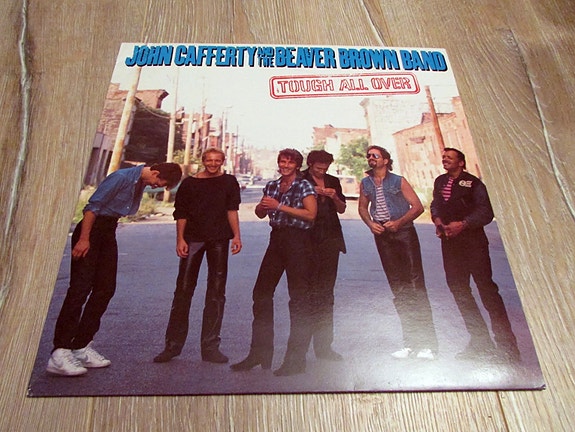 JOHN CAFFERTY AND THE BEAVER BROWN BAND
TOUGH ALL OVER